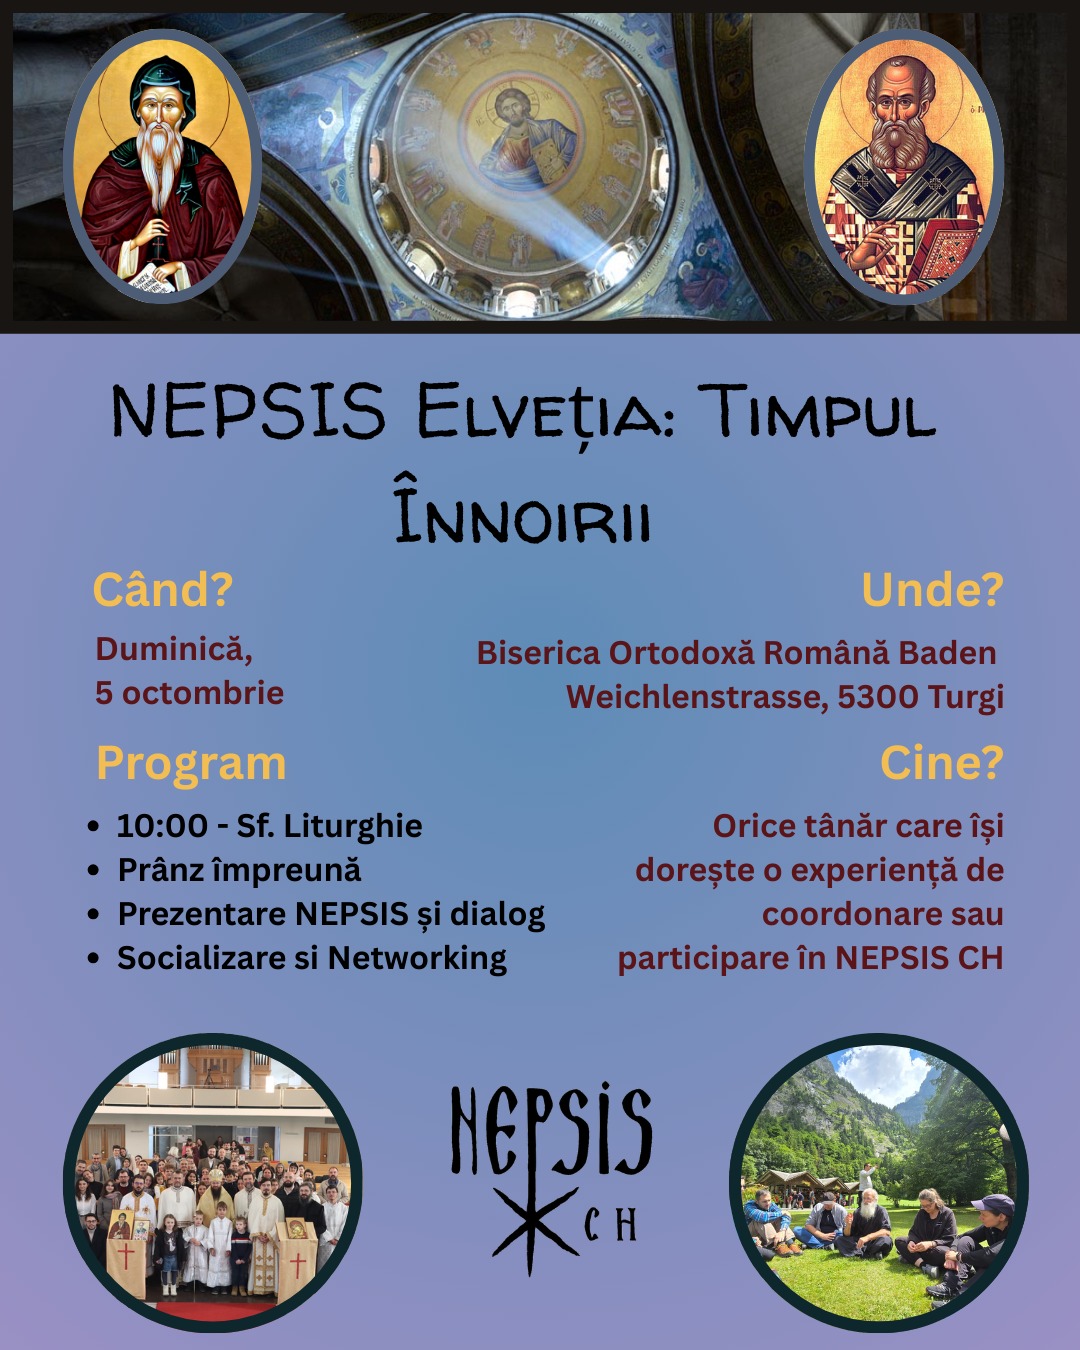 NEPSIS Elveția: Timpul
Înnoirii
Când?
Duminică,
5 octombrie
Unde?
Biserica Ortodoxă Română Baden
Weichlenstrasse, 5300 Turgi
Program
• 10:00 - Sf. Liturghie
• Prânz împreună
• Prezentare NEPSIS și dialog
• Socializare si Networking
Cine?
Orice tânăr care își
dorește o experiență de
coordonare sau
participare în NEPSIS CH
NEPSIS
CH